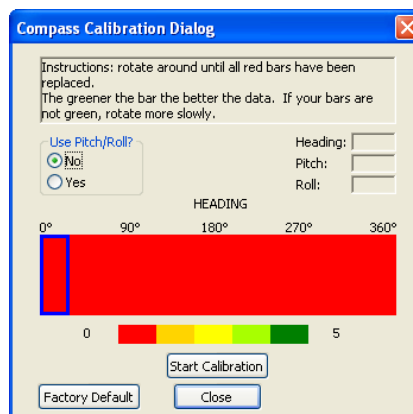 Compass Calibration Dialog
Instructions: rotate around until all red bars have been
replaced.
The greener the bar the better the data. If your bars are
not green, rotate more slowly.
Use Pitch/Roll?
No
Yes
Heading:
Pitch:
Roll:
HEADING
0° 90° 180° 270° 360°
0 5
Start Calibration
Factory Default Close